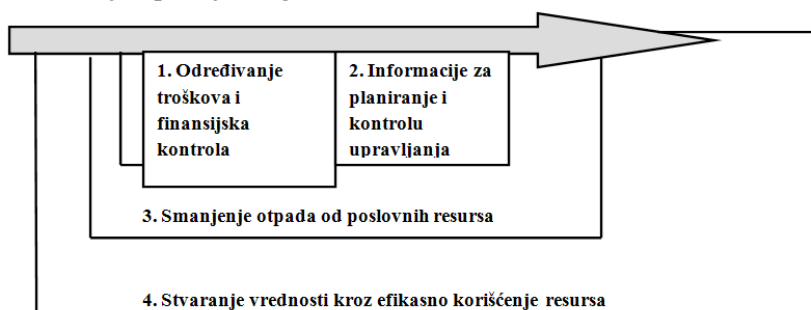 1. Određivanje
troškova i
finansijska
kontrola
2. Informacije za
planiranje i
kontrolu
upravljanja
3. Smanjenje otpada od poslovnih resursa
4. Stvaranje vrednosti kroz efikasno korišćenje resursa